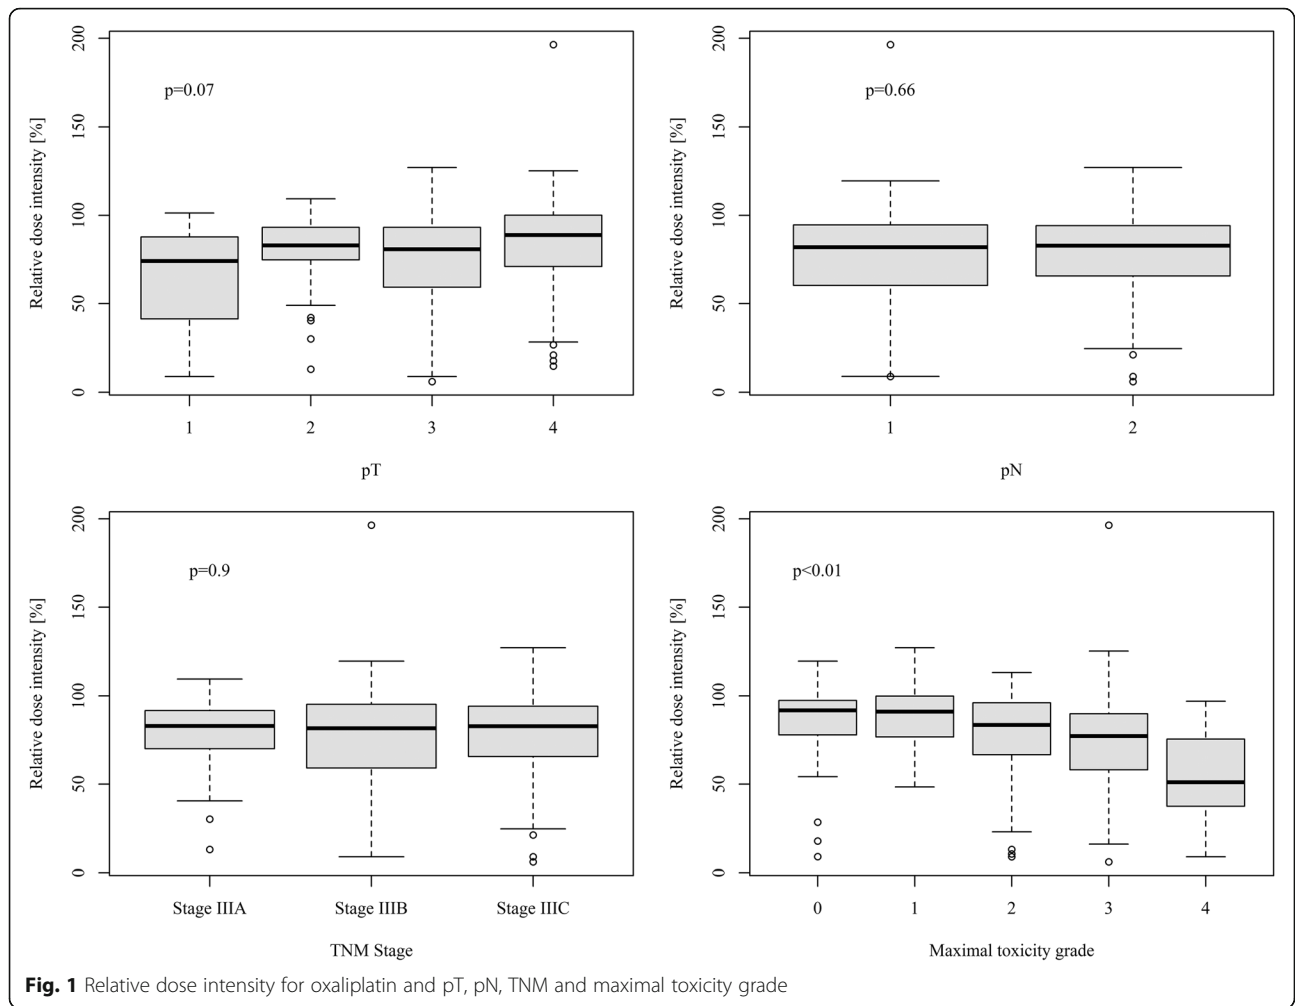 200
150
100
50
0
Relative dose intensity [%]
p=0.07
1 2 3 4
pT
200
150
100
50
0
Relative dose intensity [%]
p=0.66
1 2
pN
200
150
100
50
0
Relative dose intensity [%]
p=0.9
Stage IIIA Stage IIIB Stage IIIC
TNM Stage
200
150
100
50
0
Relative dose intensity [%]
p<0.01
0 1 2 3 4
Maximal toxicity grade
Fig. 1 Relative dose intensity for oxaliplatin and pT, pN, TNM and maximal toxicity grade